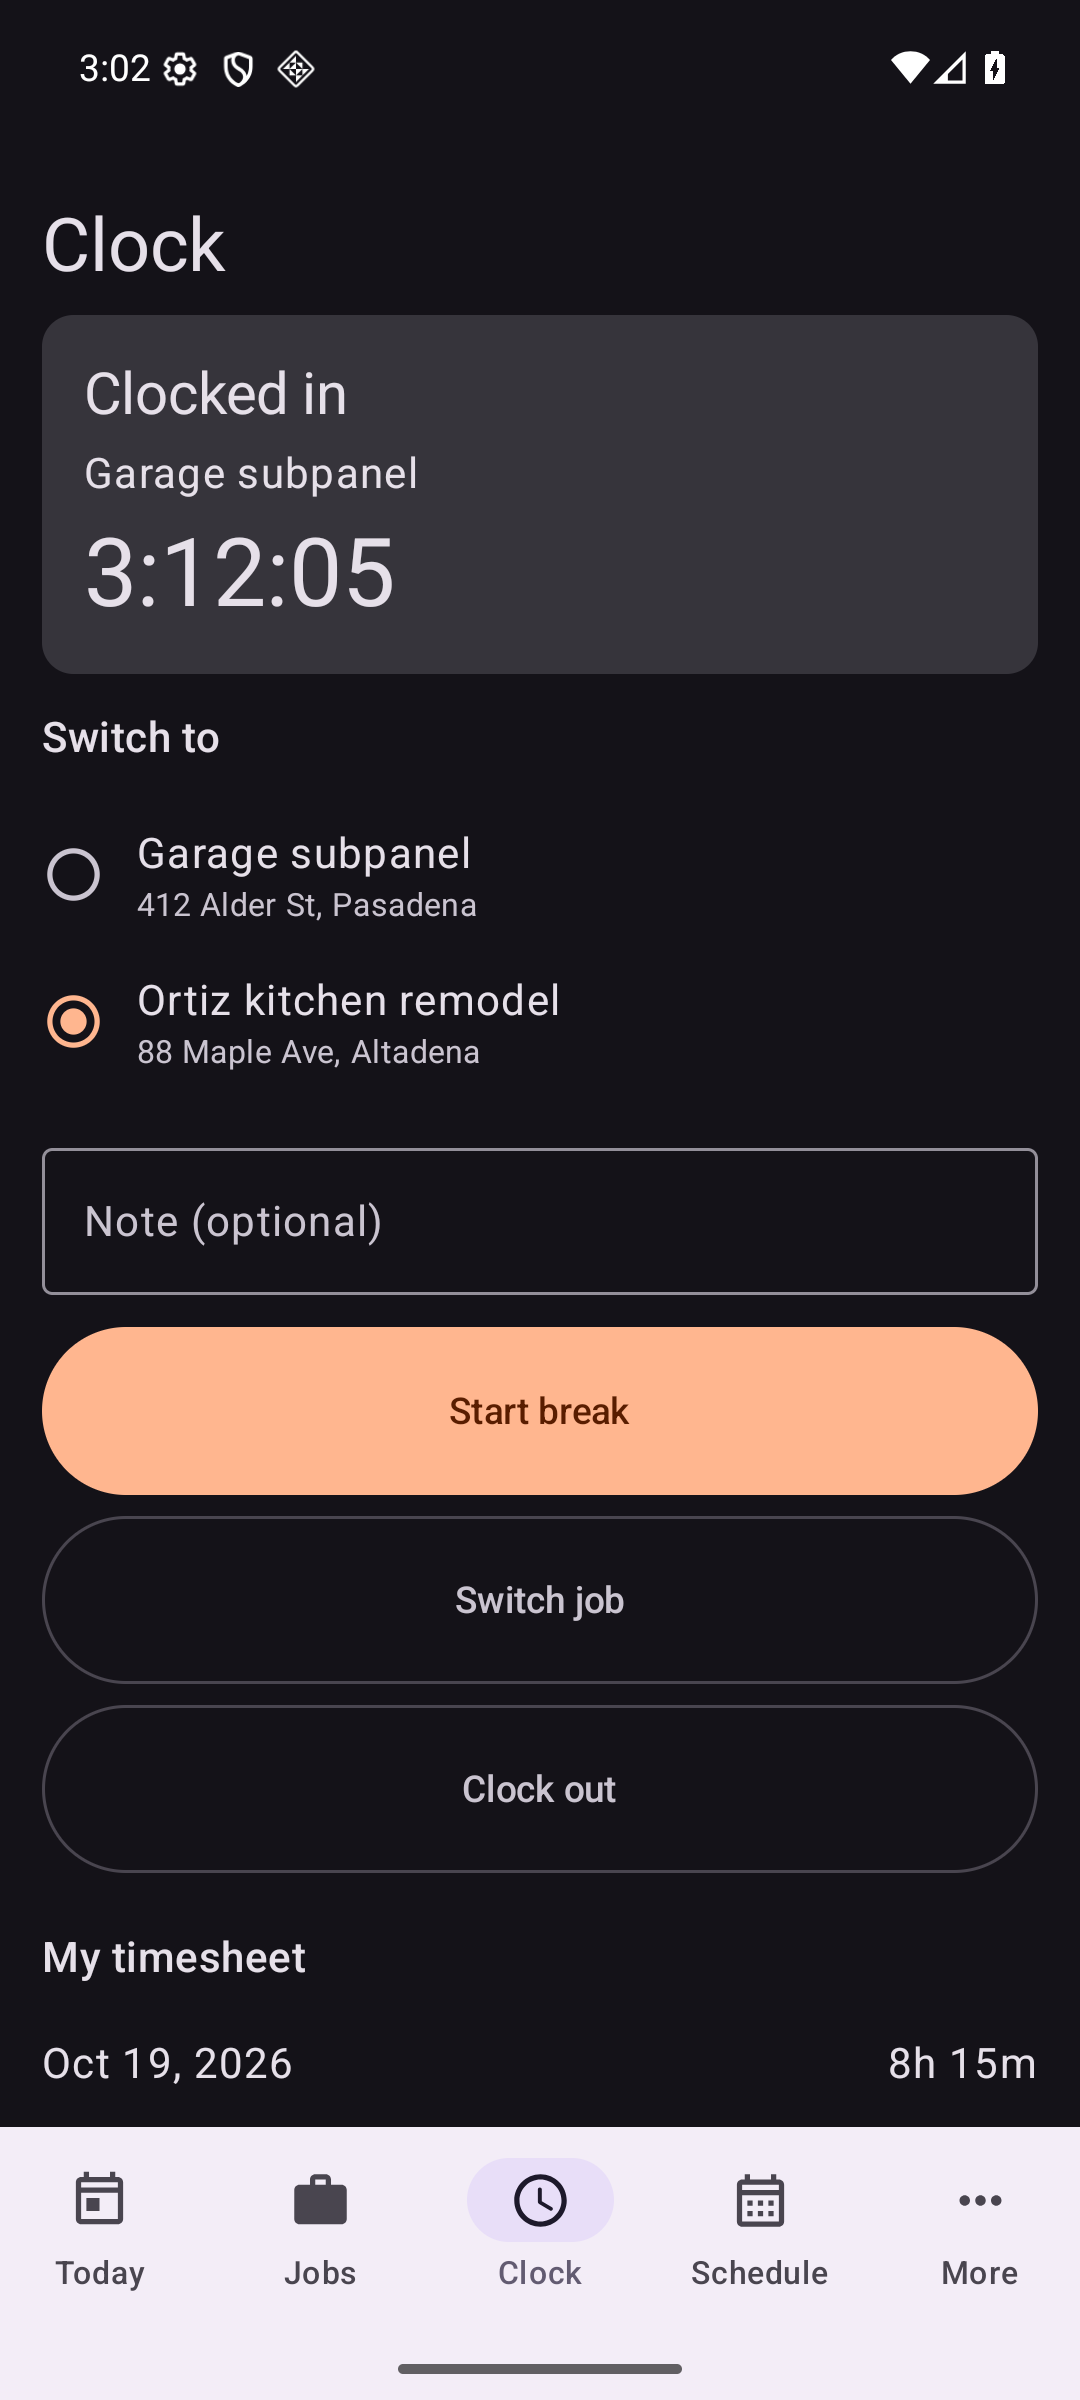 3:02
Clock
Clocked in
Garage subpanel
3:12:05
Switch to
Garage subpanel
412 Alder St, Pasadena
Ortiz kitchen remodel
88 Maple Ave, Altadena
Note (optional)
Start break
Switch job
Clock out
My timesheet
Oct 19, 2026 8h 15m
Today Jobs Clock Schedule More